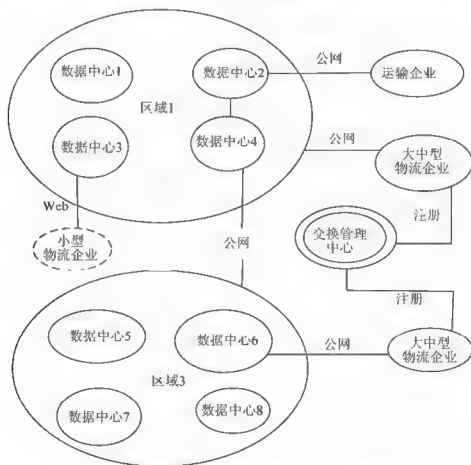 公网
数据中心1
数据中心2
运输企业
区域1
公网
数据中心3
数据中心4
大中型
物流企业
Web
注册
小型
物流企业
公网
交换管理
中心
注册
数据中心5
数据中心6
公网
大中型
物流企业
区域3
数据中心7
数据中心8